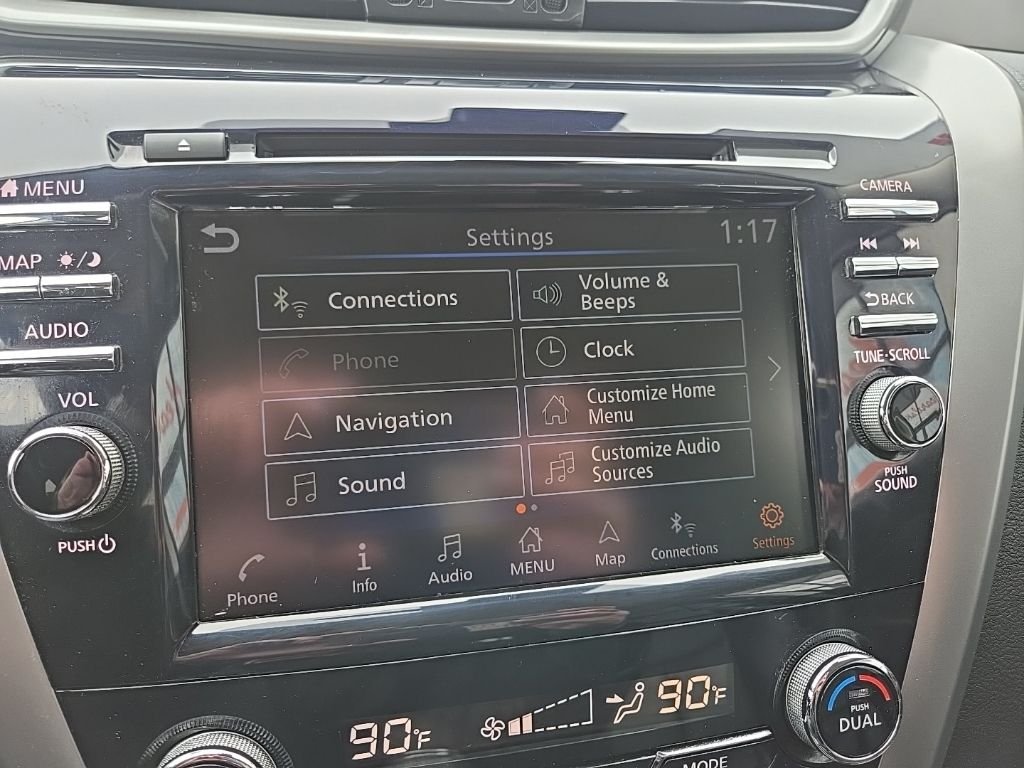 MENU
CAMERA
MAP
AUDIO
VOL
PUSH
BACK
TUNE·SCROLL
PUSH
SOUND
Settings
1:17
Connections
Volume &
Beeps
Phone
Clock
Navigation
Customize Home
Menu
Sound
Customize Audio
Sources
Phone
Info
Audio
MENU
Map
Connections
Settings
90°F
90°F
PUSH
DUAL
MODE